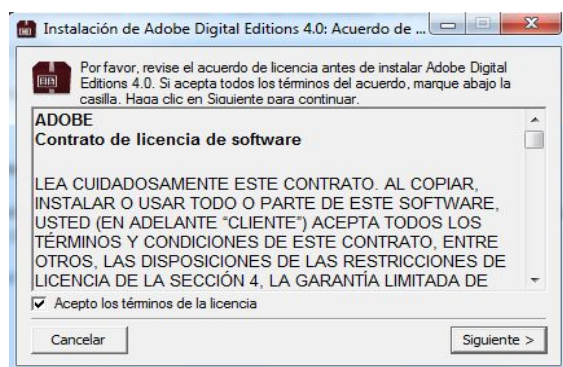 Instalación de Adobe Digital Editions 4.0: Acuerdo de ...
Por favor, revise el acuerdo de licencia antes de instalar Adobe Digital
Editions 4.0. Si acepta todos los términos del acuerdo, marque abajo la
casilla. Haga clic en Siguiente para continuar.
ADOBE
Contrato de licencia de software
LEA CUIDADOSAMENTE ESTE CONTRATO. AL COPIAR,
INSTALAR O USAR TODO O PARTE DE ESTE SOFTWARE,
USTED (EN ADELANTE “CLIENTE”) ACEPTA TODOS LOS
TÉRMINOS Y CONDICIONES DE ESTE CONTRATO, ENTRE
OTROS, LAS DISPOSICIONES DE LAS RESTRICCIONES DE
LICENCIA DE LA SECCIÓN 4, LA GARANTÍA LIMITADA DE
Acepto los términos de la licencia
Cancelar
Siguiente >